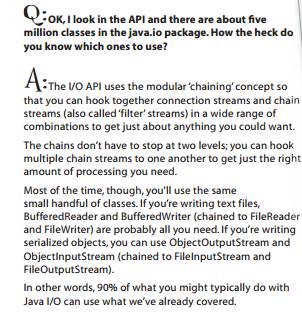 Q: OK, I look in the API and there are about five
million classes in the java.io package. How the heck do
you know which ones to use?
A: The I/O API uses the modular ‘chaining’ concept so
that you can hook together connection streams and chain
streams (also called ‘filter’ streams) in a wide range of
combinations to get just about anything you could want.
The chains don’t have to stop at two levels; you can hook
multiple chain streams to one another to get just the right
amount of processing you need.
Most of the time, though, you’ll use the same
small handful of classes. If you’re writing text files,
BufferedReader and BufferedWriter (chained to FileReader
and FileWriter) are probably all you need. If you’re writing
serialized objects, you can use ObjectOutputStream and
ObjectInputStream (chained to FileInputStream and
FileOutputStream).
In other words, 90% of what you might typically do with
Java I/O can use what we’ve already covered.